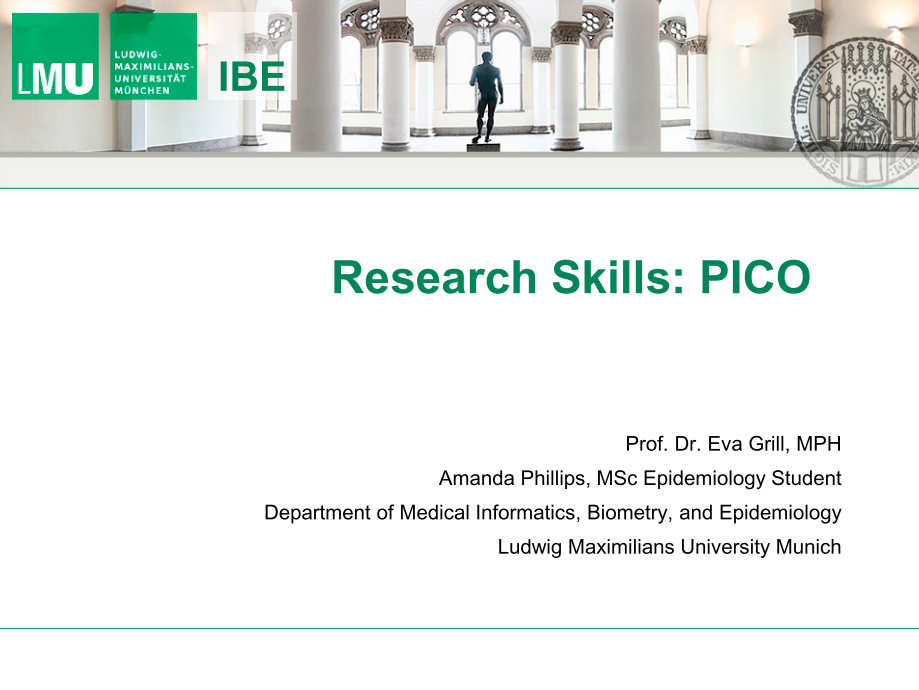 LMU
LUDWIG-
MAXIMILIANS-
UNIVERSITÄT
MÜNCHEN
IBE
Research Skills: PICO
Prof. Dr. Eva Grill, MPH
Amanda Phillips, MSc Epidemiology Student
Department of Medical Informatics, Biometry, and Epidemiology
Ludwig Maximilians University Munich